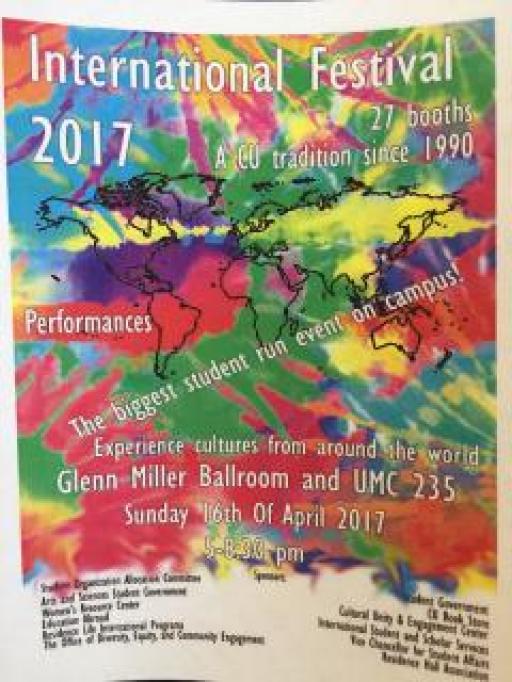 International Festival
2017
27 booths
A CU tradition since 1990
Performances
The biggest student run event on campus!
Experience cultures from around the world
Glenn Miller Ballroom and UMC 235
Sunday 16th Of April 2017
5-8:30 pm
Sponsors
Student Organization Allocation Committee
Arts and Sciences Student Government
Women's Resource Center
Education Abroad
Residence Life International Programs
The Office of Diversity, Equity, and Community Engagement
Student Government
CU Book Store
Cultural Unity & Engagement Center
International Student and Scholar Services
Vice Chancellor for Student Affairs
Residence Hall Association